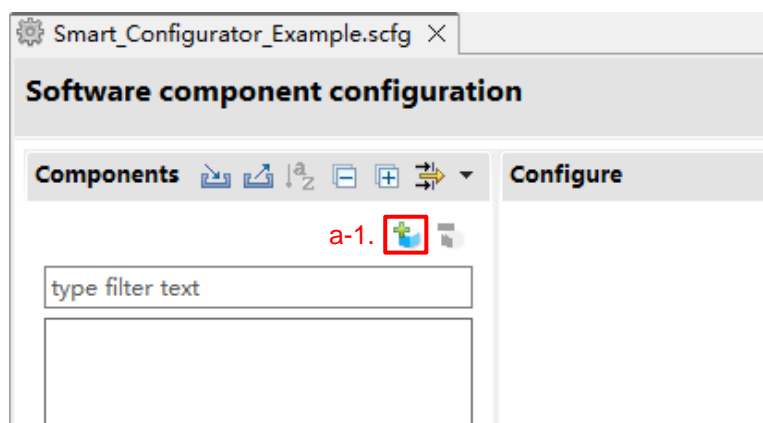 Smart_Configurator_Example.scfg
Software component configuration
Components
Configure
a-1.
type filter text